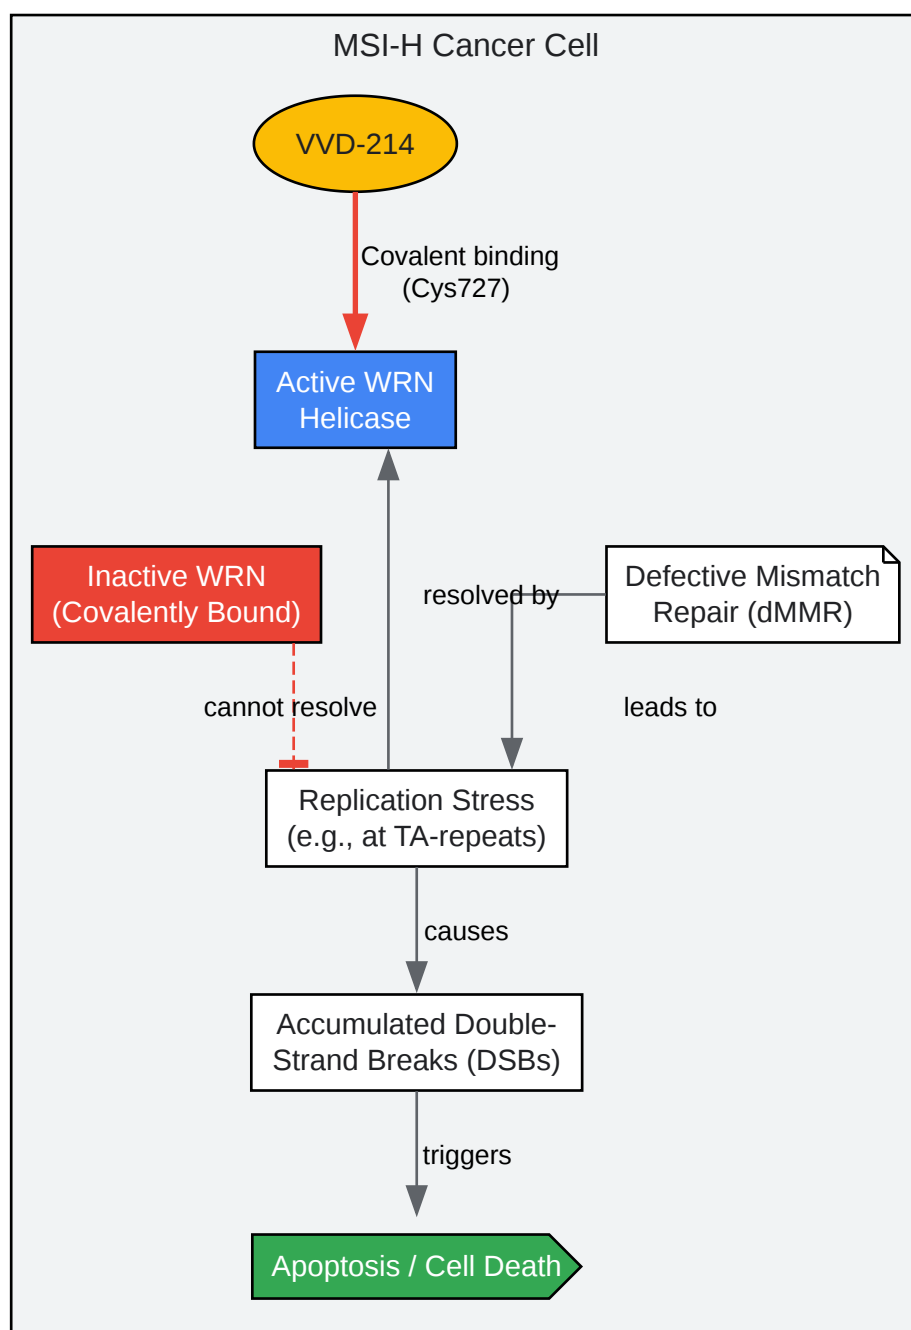 MSI-H Cancer Cell
VVD-214
Covalent binding
(Cys727)
Active WRN
Helicase
Inactive WRN
(Covalently Bound)
resolved by
Defective Mismatch
Repair (dMMR)
cannot resolve
leads to
Replication Stress
(e.g., at TA-repeats)
causes
Accumulated Double-
Strand Breaks (DSBs)
triggers
Apoptosis / Cell Death